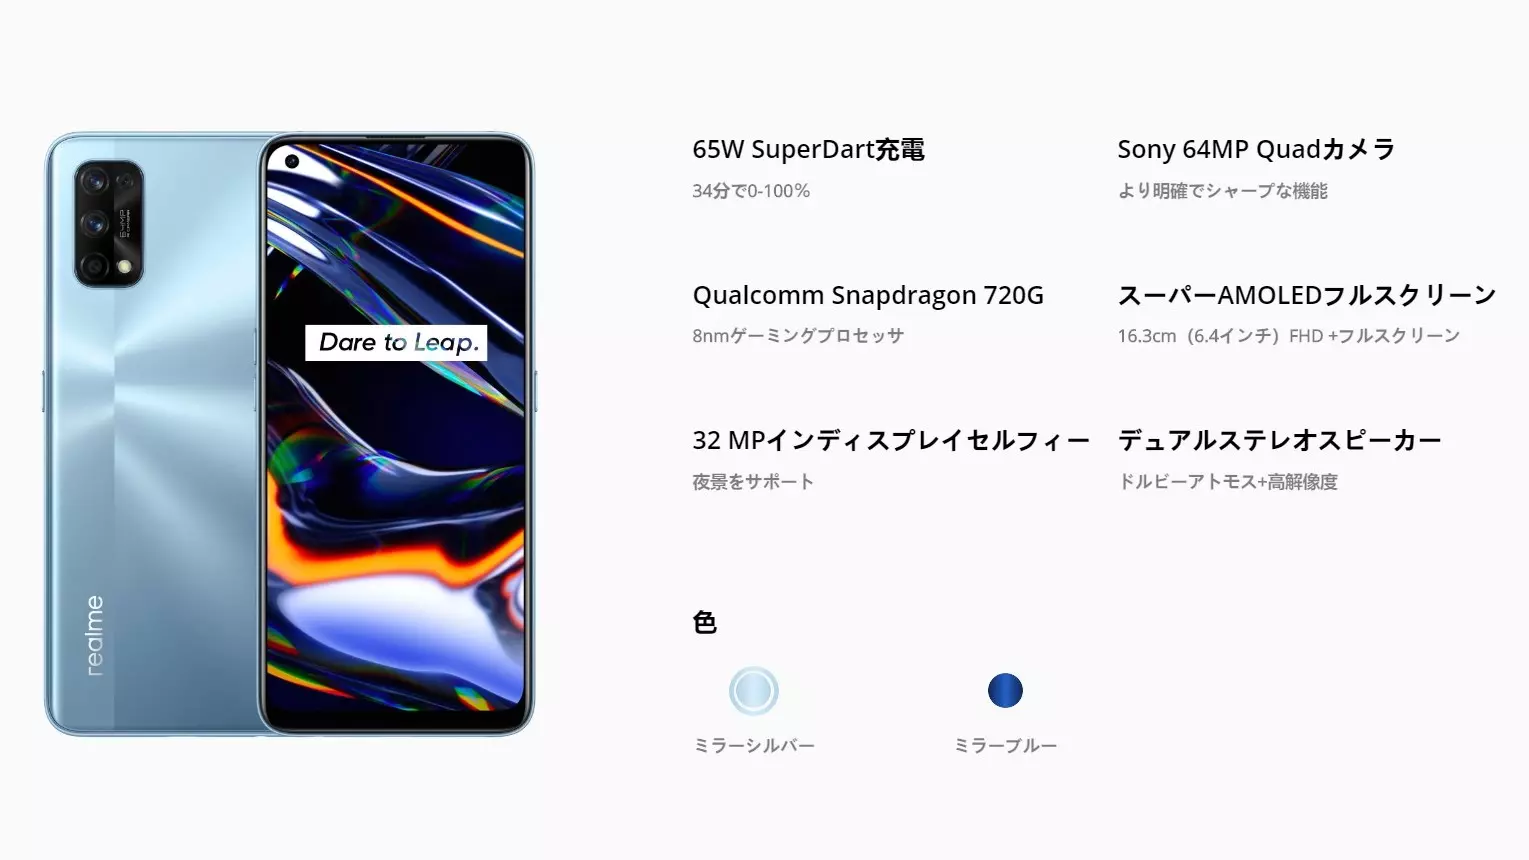 65W SuperDart充電
34分で0-100%
Sony 64MP Quadカメラ
より明確でシャープな機能
Qualcomm Snapdragon 720G
8nmゲーミングプロセッサ
スーパーAMOLEDフルスクリーン
16.3cm（6.4インチ）FHD +フルスクリーン
32 MPインディスプレイセルフィー
夜景をサポート
デュアルステレオスピーカー
ドルビーアトモス+高解像度
色
ミラーシルバー
ミラーブルー
Dare to Leap.
64MP
realme